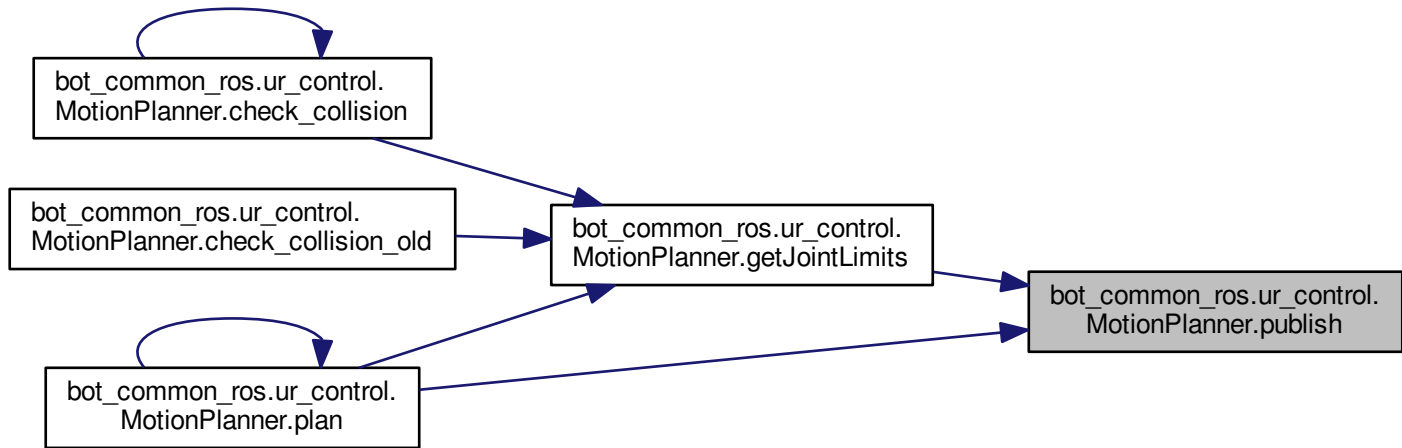 bot_common_ros.ur_control.
MotionPlanner.check_collision
bot_common_ros.ur_control.
MotionPlanner.check_collision_old
bot_common_ros.ur_control.
MotionPlanner.getJointLimits
bot_common_ros.ur_control.
MotionPlanner.publish
bot_common_ros.ur_control.
MotionPlanner.plan